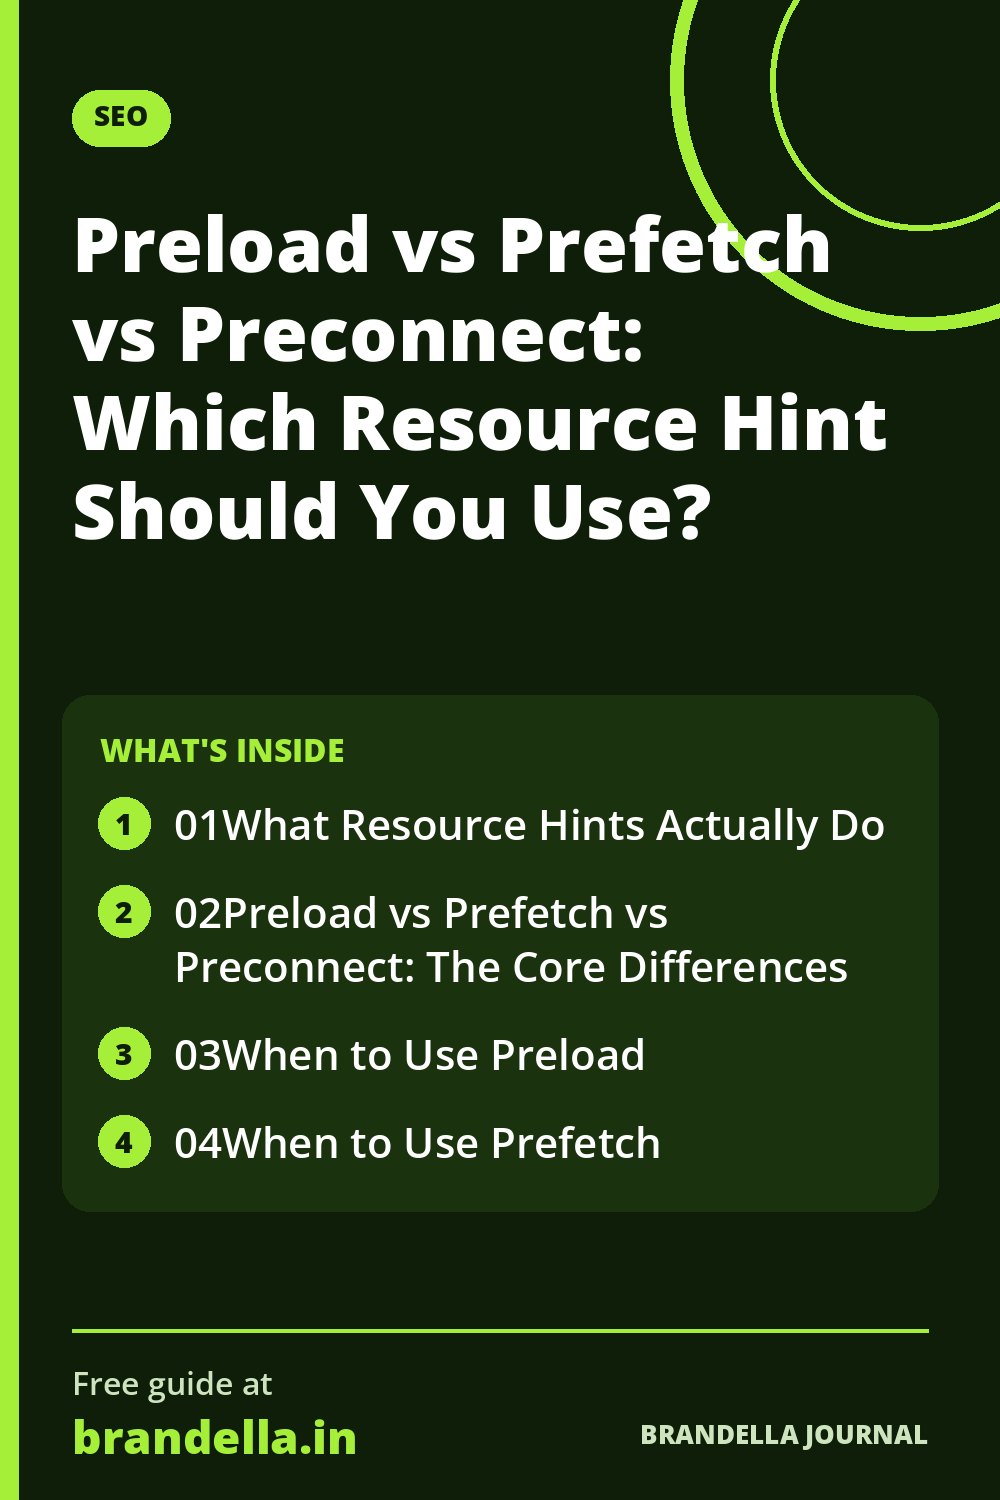 SEO
Preload vs Prefetch
vs Preconnect:
Which Resource Hint
Should You Use?
WHAT'S INSIDE
1 01What Resource Hints Actually Do
2 02Preload vs Prefetch vs
Preconnect: The Core Differences
3 03When to Use Preload
4 04When to Use Prefetch
Free guide at
brandella.in
BRANDELLA JOURNAL